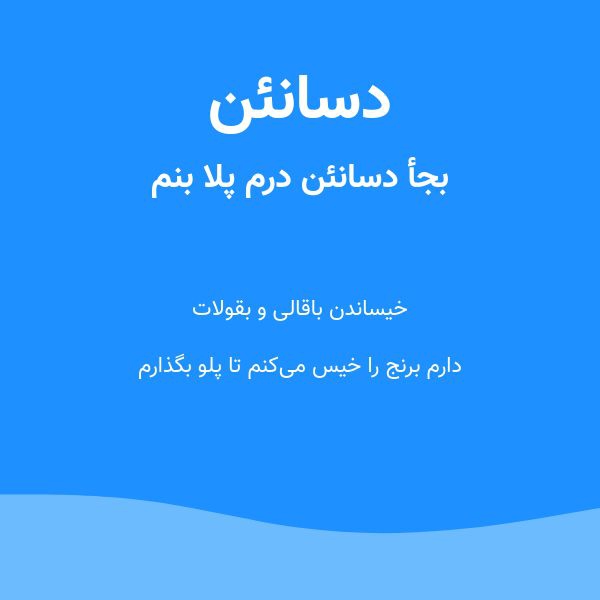 دسانئن
بجأ دسانئن درم پلا بنم
خیساندن باقالی و بقولات
دارم برنج را خیس می‌کنم تا پلو بگذارم